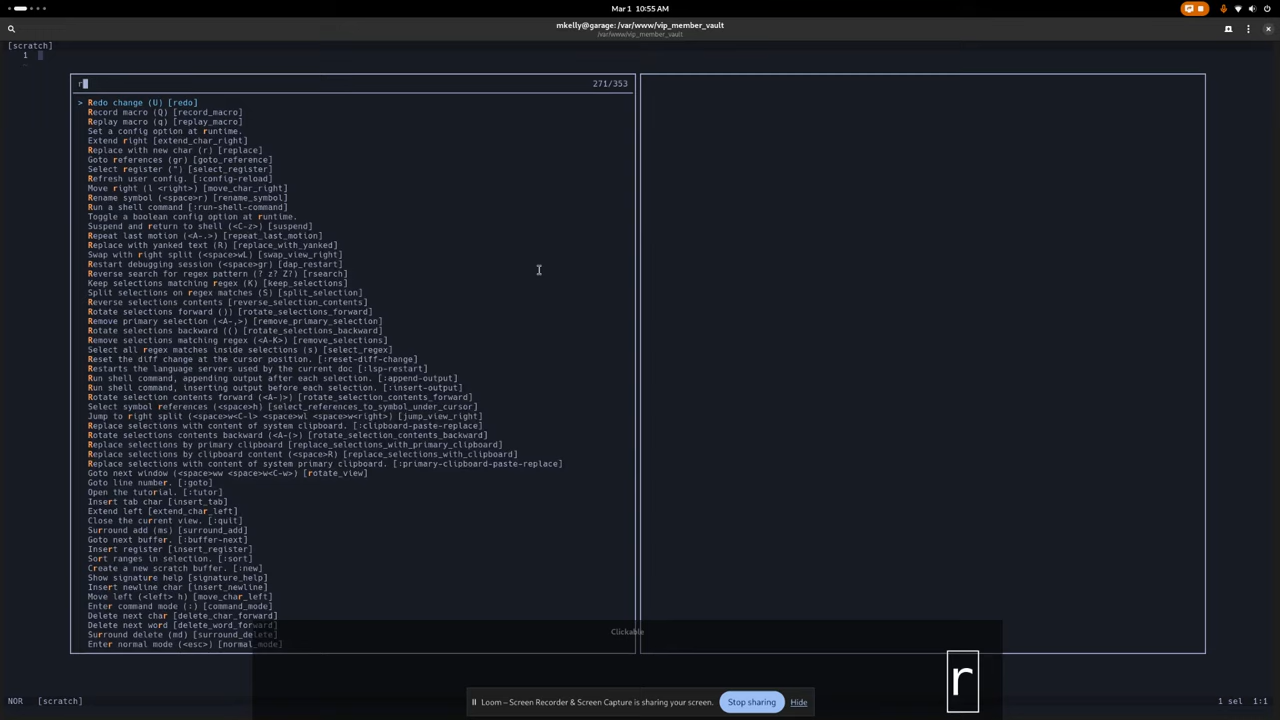 Mar 1 10:55 AM
mkelly@garage: /var/www/vip_member_vault
/var/www/vip_member_vault
[scratch]
1
r 271/353
> Redo change (U) [redo]
Record macro (Q) [record_macro]
Replay macro (q) [replay_macro]
Set a config option at runtime.
Extend right [extend_char_right]
Replace with new char (r) [replace]
Goto references (gr) [goto_reference]
Select register (") [select_register]
Refresh user config. [:config-reload]
Move right (l <right>) [move_char_right]
Rename symbol (<space>r) [rename_symbol]
Run a shell command [:run-shell-command]
Toggle a boolean config option at runtime.
Suspend and return to shell (<C-z>) [suspend]
Repeat last motion (<A-.>) [repeat_last_motion]
Replace with yanked text (R) [replace_with_yanked]
Swap with right split (<space>wL) [swap_view_right]
Restart debugging session (<space>gr) [dap_restart]
Reverse search for regex pattern (? z? Z?) [rsearch]
Keep selections matching regex (K) [keep_selections]
Split selections on regex matches (S) [split_selection]
Reverse selections contents [reverse_selection_contents]
Rotate selections forward ()) [rotate_selections_forward]
Remove primary selection (<A-,>) [remove_primary_selection]
Rotate selections backward (() [rotate_selections_backward]
Remove selections matching regex (<A-K>) [remove_selections]
Select all regex matches inside selections (s) [select_regex]
Reset the diff change at the cursor position. [:reset-diff-change]
Restarts the language servers used by the current doc [:lsp-restart]
Run shell command, appending output after each selection. [:append-output]
Run shell command, inserting output before each selection. [:insert-output]
Rotate selection contents forward (<A-)>) [rotate_selection_contents_forward]
Select symbol references (<space>h) [select_references_to_symbol_under_cursor]
Jump to right split (<space>w<C-l> <space>wl <space>w<right>) [jump_view_right]
Replace selections with content of system clipboard. [:clipboard-paste-replace]
Rotate selections contents backward (<A-(>) [rotate_selection_contents_backward]
Replace selections by primary clipboard [replace_selections_with_primary_clipboard]
Replace selections by clipboard content (<space>R) [replace_selections_with_clipboard]
Replace selections with content of system primary clipboard. [:primary-clipboard-paste-replace]
Goto next window (<space>ww <space>w<C-w>) [rotate_view]
Goto line number. [:goto]
Open the tutorial. [:tutor]
Insert tab char [insert_tab]
Extend left [extend_char_left]
Close the current view. [:quit]
Surround add (ms) [surround_add]
Goto next buffer. [:buffer-next]
Insert register [insert_register]
Sort ranges in selection. [:sort]
Create a new scratch buffer. [:new]
Show signature help [signature_help]
Insert newline char [insert_newline]
Move left (<left> h) [move_char_left]
Enter command mode (:) [command_mode]
Delete next char [delete_char_forward]
Delete next word [delete_word_forward]
Surround delete (md) [surround_delete]
Enter normal mode (<esc>) [normal_mode]
Clickable
r
Loom – Screen Recorder & Screen Capture is sharing your screen. Stop sharing Hide
NOR [scratch] 1 sel 1:1